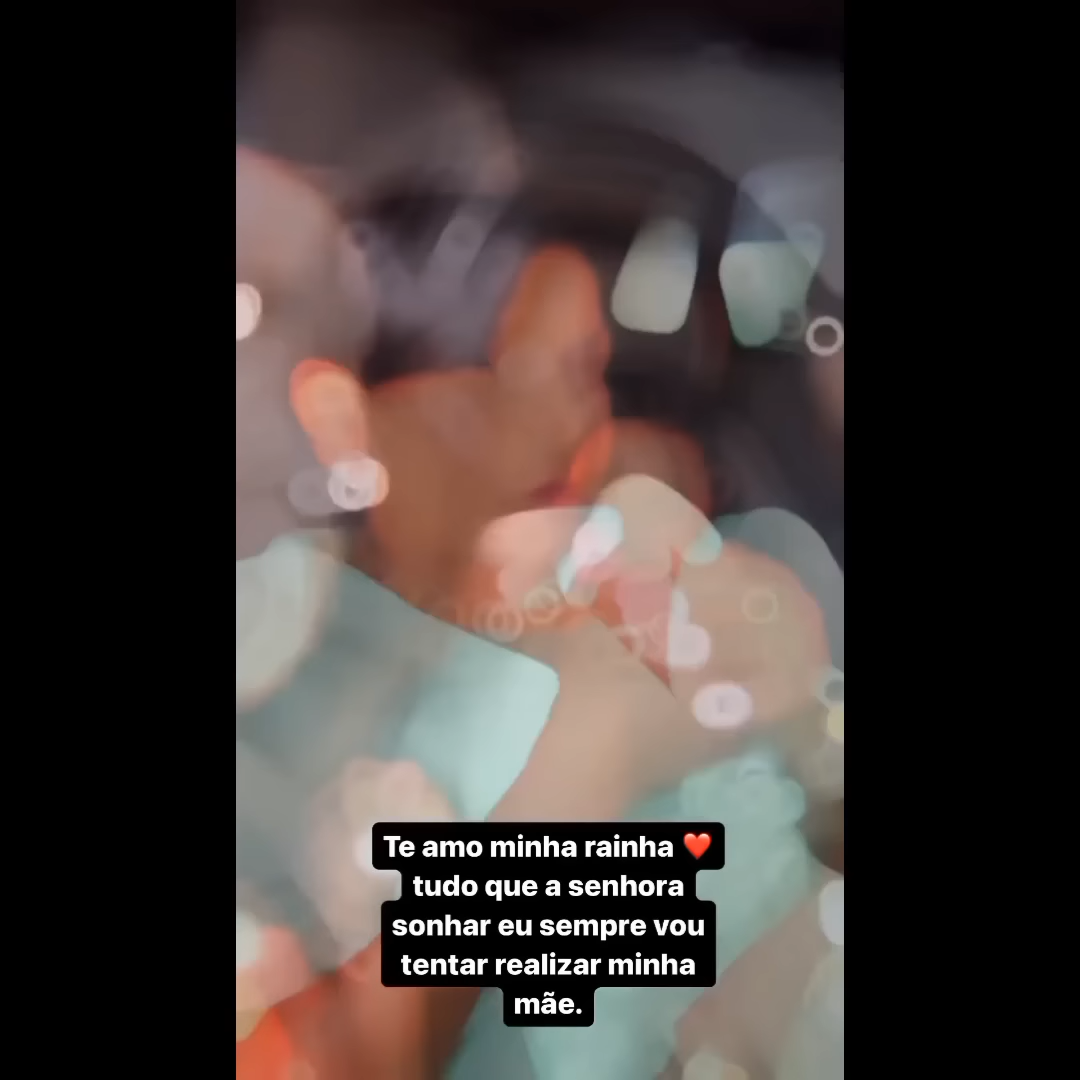 Te amo minha rainha ❤️
tudo que a senhora
sonhar eu sempre vou
tentar realizar minha
mãe.